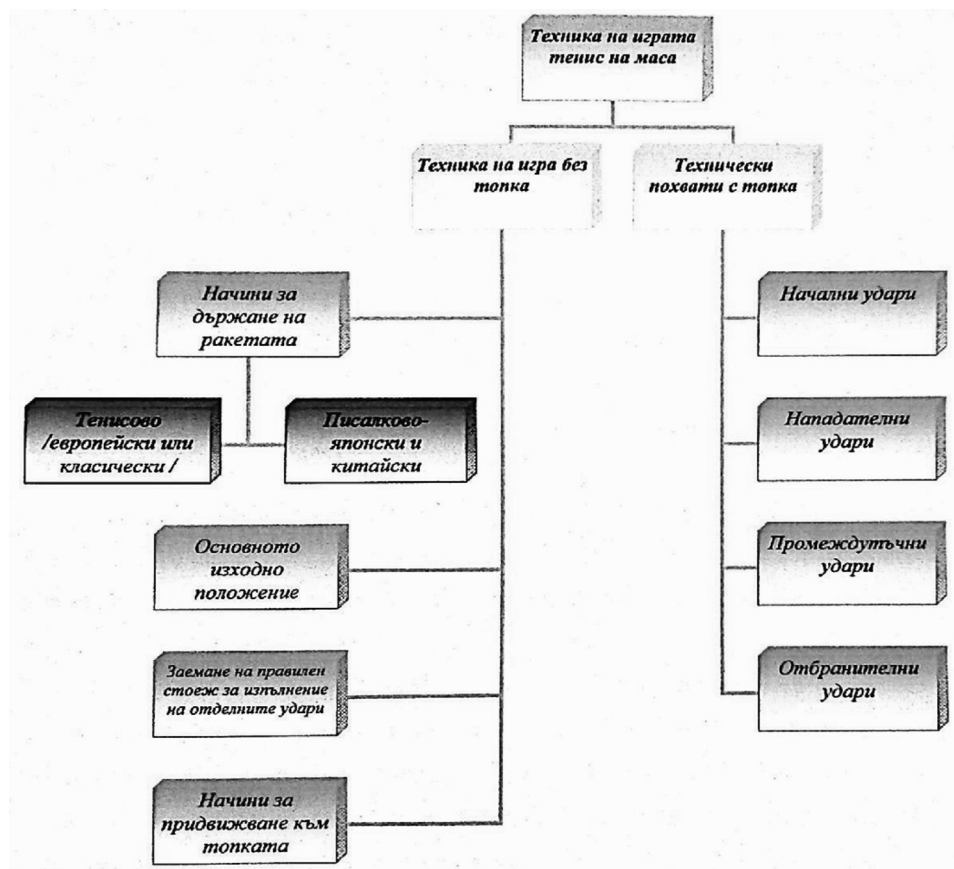 Техника на играта
тенис на маса
Техника на игра без
топка
Технически
похвати с топка
Начини за
държане на
ракетата
Тенисово
/европейски или
класически /
Писалково-
японски и
китайски
Основното
изходно
положение
Заемане на правилен
стоеж за изпълнение
на отделните удари
Начини за
придвижване към
топката
Начални удари
Нападателни
удари
Промеждутъчни
удари
Отбранителни
удари